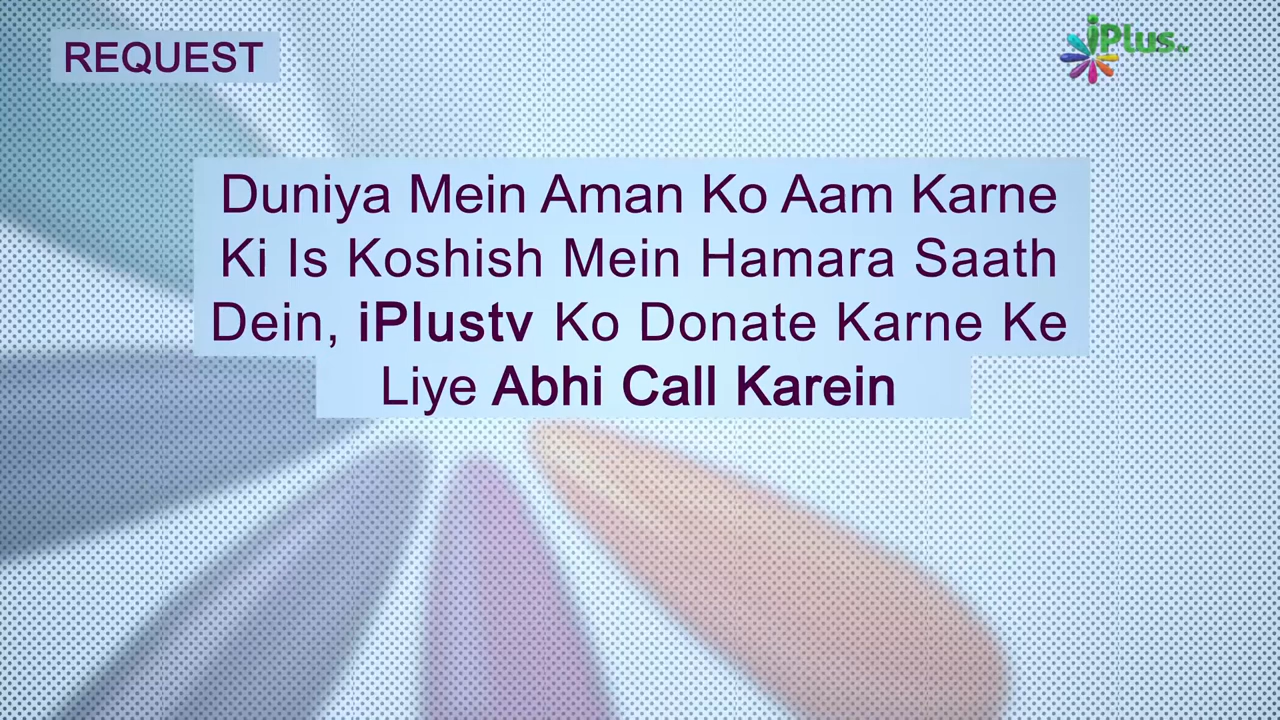 REQUEST
iPlus tv
Duniya Mein Aman Ko Aam Karne
Ki Is Koshish Mein Hamara Saath
Dein, iPlustv Ko Donate Karne Ke
Liye Abhi Call Karein